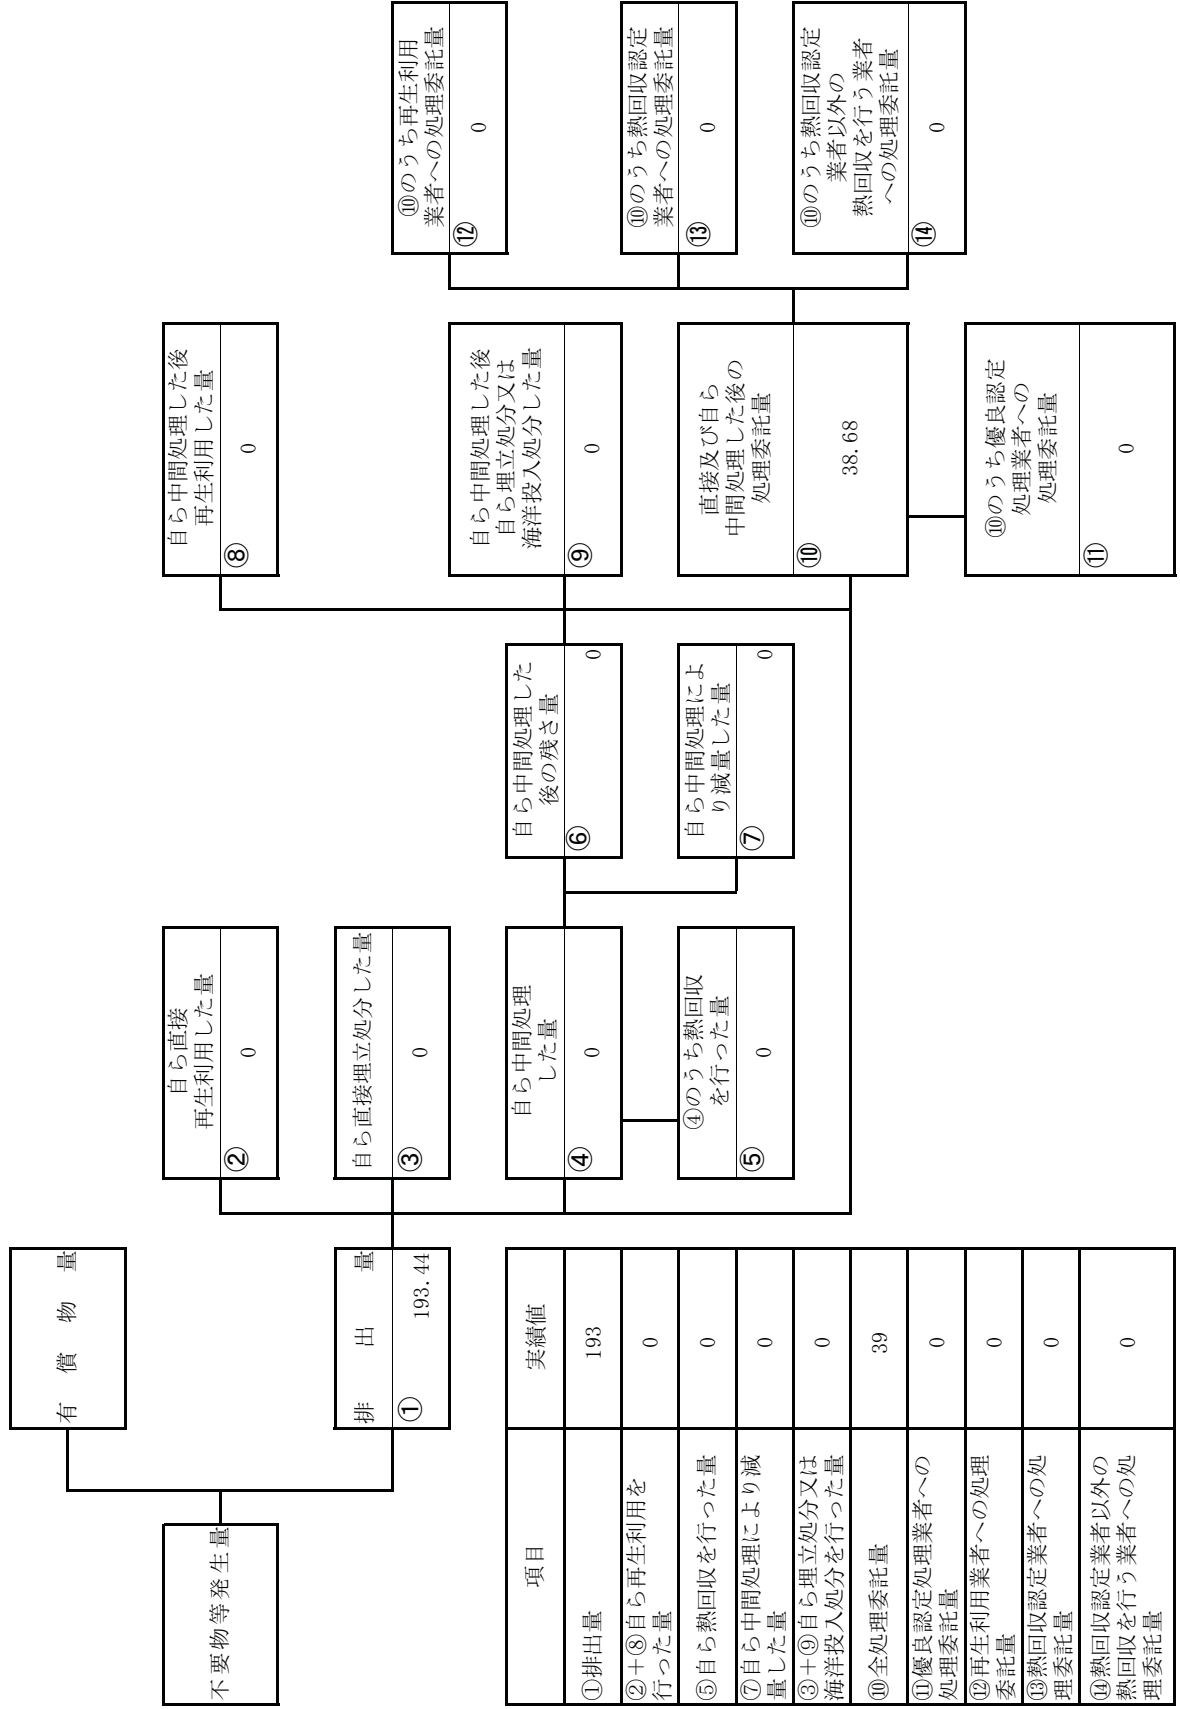 不要物等発生量
有償物量
排出量
① 193.44
自ら直接
再生利用した量
② 0
自ら直接埋立処分した量
③ 0
自ら中間処理
した量
④ 0
④のうち熱回収
を行った量
⑤ 0
自ら中間処理した
後の残さ量
⑥ 0
自ら中間処理によ
り減量した量
⑦ 0
自ら中間処理した後
再生利用した量
⑧ 0
自ら中間処理した後
自ら埋立処分又は
海洋投入処分した量
⑨ 0
直接及び自ら
中間処理した後の
処理委託量
⑩ 38.68
⑩のうち優良認定
処理業者への
処理委託量
⑪ 0
⑩のうち再生利用
業者への処理委託量
⑫ 0
⑩のうち熱回収認定
業者への処理委託量
⑬ 0
⑩のうち熱回収認定
業者以外の
熱回収を行う業者
への処理委託量
⑭ 0
項目 実績値
①排出量 193
②+⑧自ら再生利用を
行った量 0
⑤自ら熱回収を行った量 0
⑦自ら中間処理により減
量した量 0
③+⑨自ら埋立処分又は
海洋投入処分を行った量 0
⑩全処理委託量 39
⑪優良認定処理業者への
処理委託量 0
⑫再生利用業者への処理
委託量 0
⑬熱回収認定業者への処
理委託量 0
⑭熱回収認定業者以外の
熱回収を行う業者への処
理委託量 0